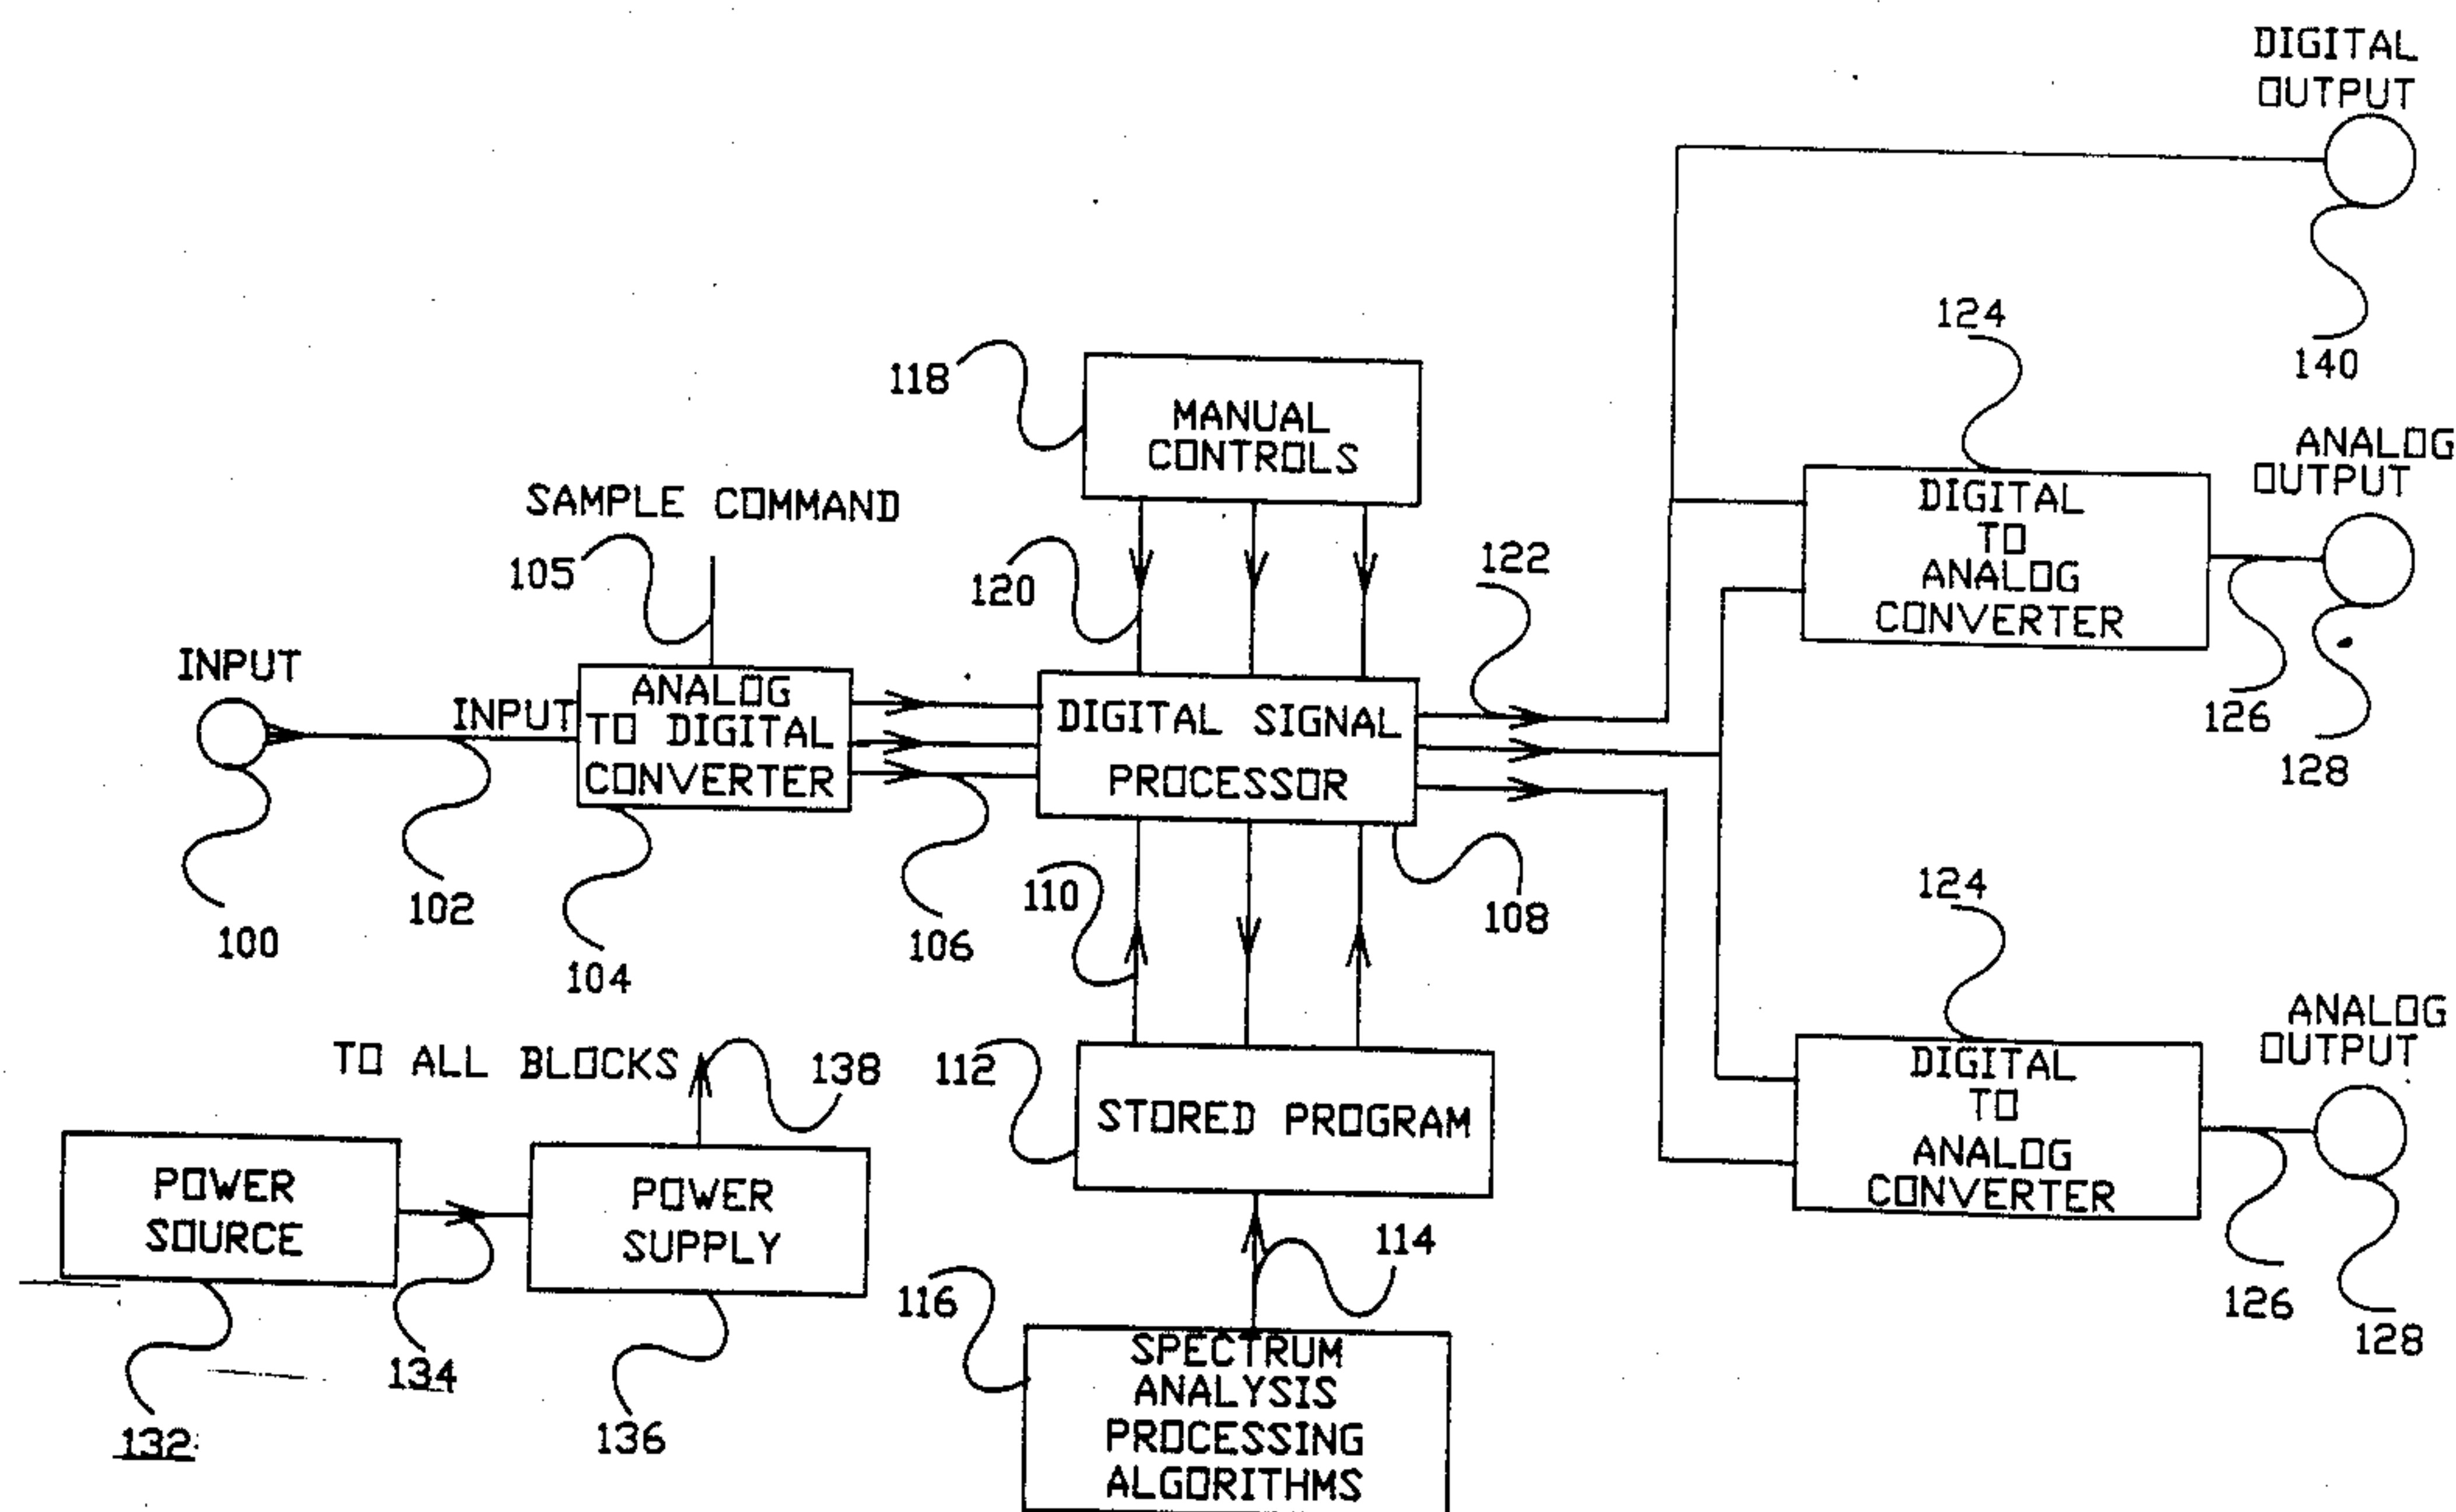 DIGITAL
OUTPUT
140
124
118
MANUAL
CONTROLS
ANALOG
OUTPUT
SAMPLE COMMAND
105
120
122
DIGITAL
TO
ANALOG
CONVERTER
126
128
INPUT
INPUT
ANALOG
TO DIGITAL
CONVERTER
DIGITAL SIGNAL
PROCESSOR
100
102
104
106
110
108
124
TO ALL BLOCKS
138
112
STORED PROGRAM
DIGITAL
TO
ANALOG
CONVERTER
ANALOG
OUTPUT
POWER
SOURCE
POWER
SUPPLY
114
126
128
132
134
136
116
SPECTRUM
ANALYSIS
PROCESSING
ALGORITHMS